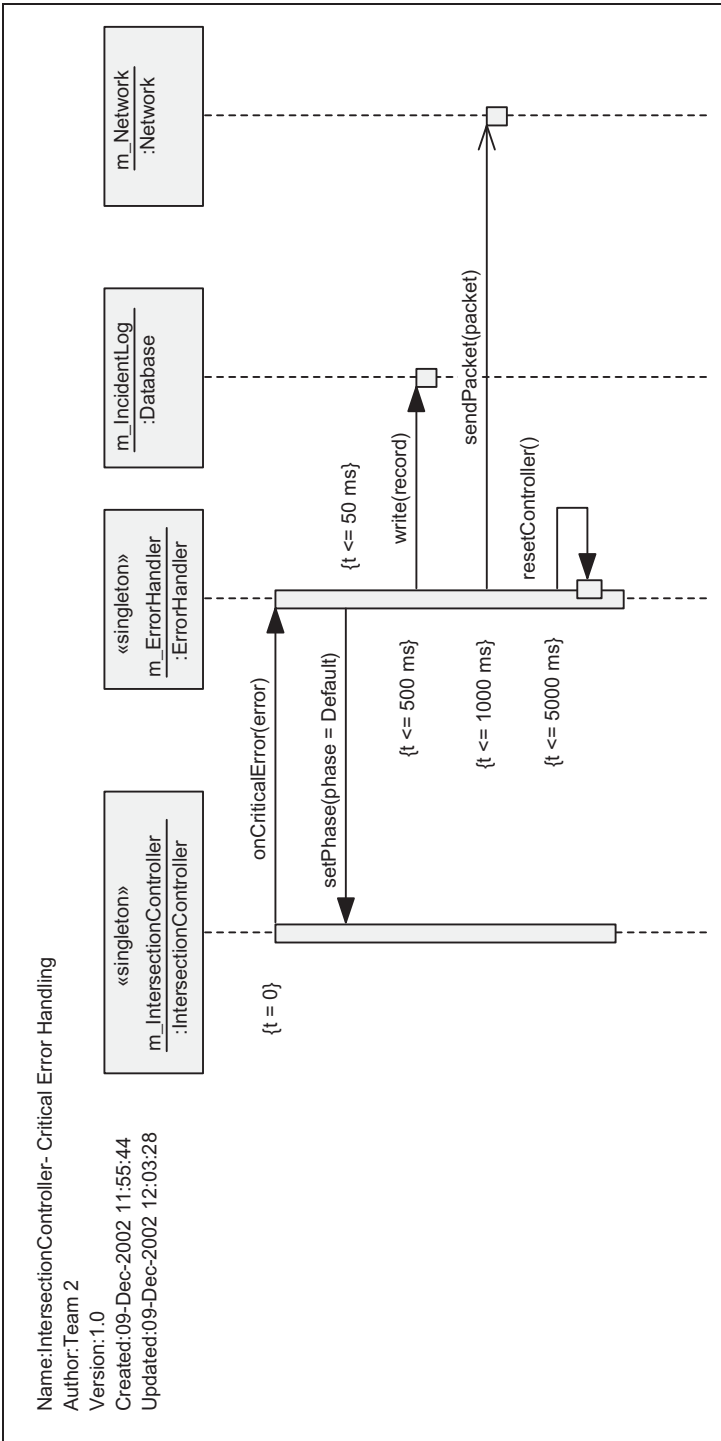 Name:IntersectionController- Critical Error Handling
Author:Team 2
Version:1.0
Created:09-Dec-2002 11:55:44
Updated:09-Dec-2002 12:03:28
«singleton»
m_IntersectionController
:IntersectionController
«singleton»
m_ErrorHandler
:ErrorHandler
m_IncidentLog
:Database
m_Network
:Network
{t = 0}
onCriticalError(error)
setPhase(phase = Default)
{t <= 50 ms}
{t <= 500 ms}
write(record)
{t <= 1000 ms}
sendPacket(packet)
{t <= 5000 ms}
resetController()